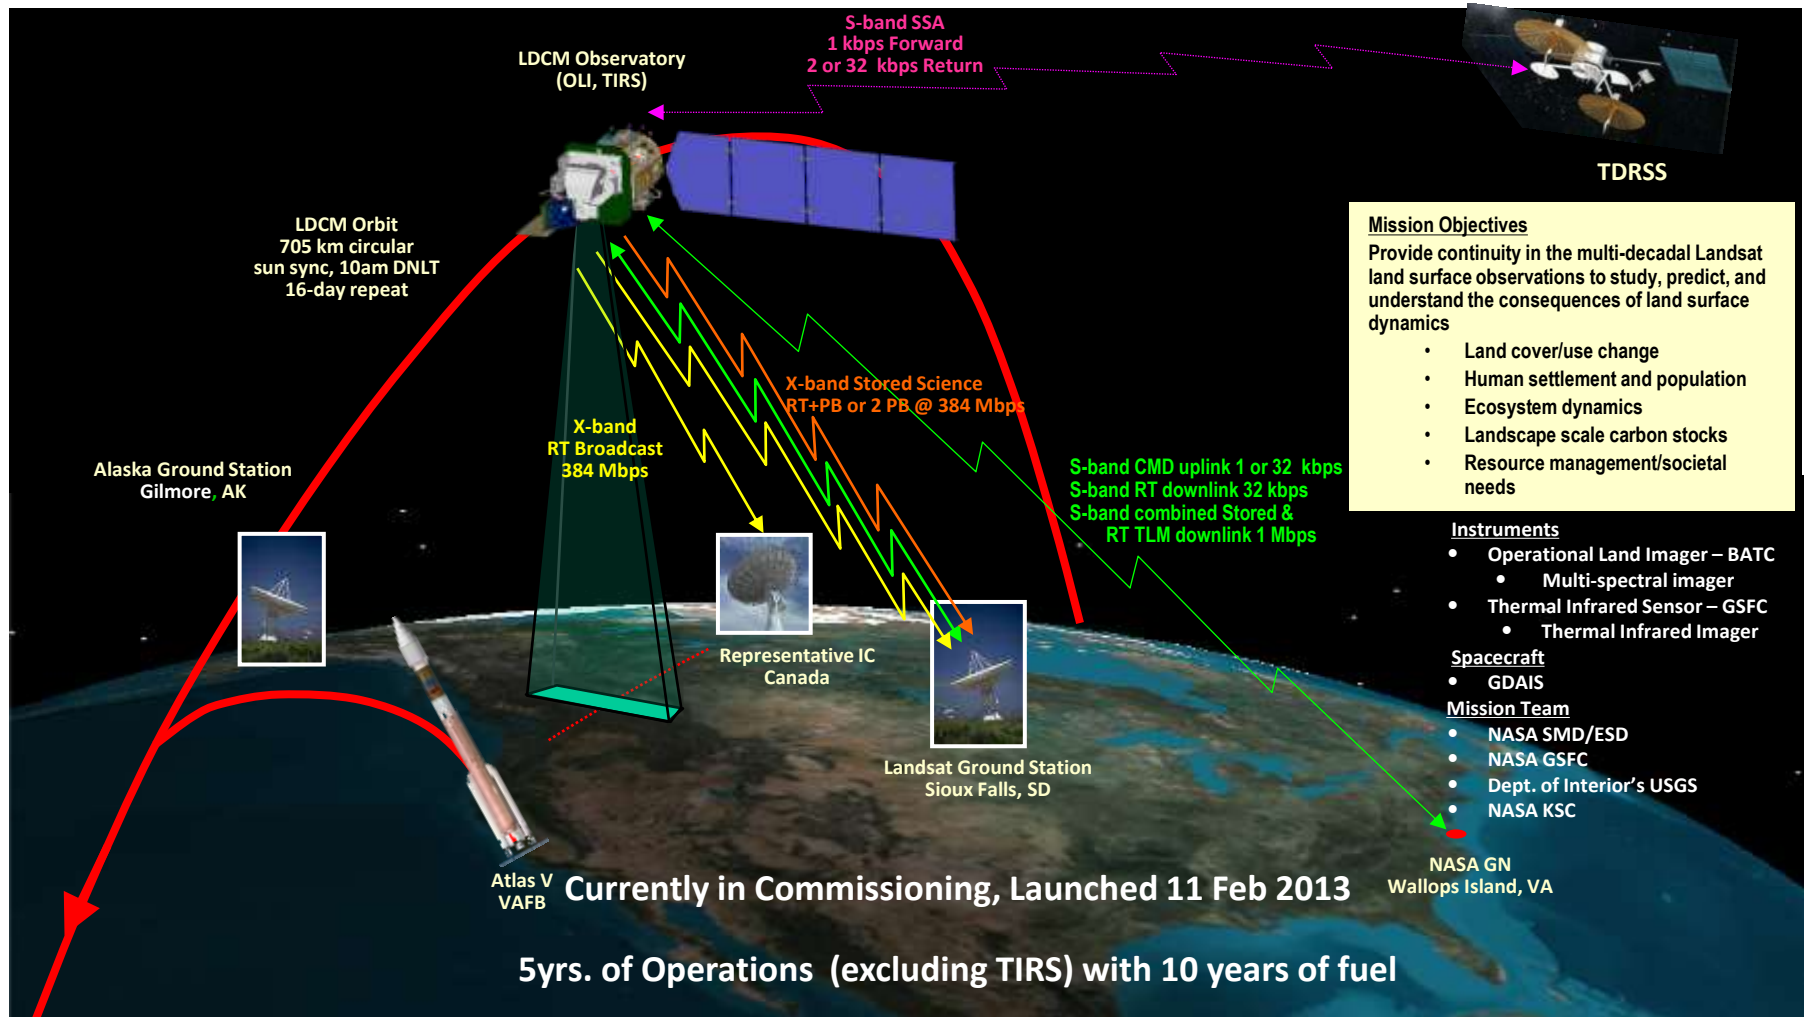 S-band SSA
1 kbps Forward
2 or 32 kbps Return
LDCM Observatory
(OLI, TIRS)
TDRSS
LDCM Orbit
705 km circular
sun sync, 10am DNLT
16-day repeat
Mission Objectives
Provide continuity in the multi-decadal Landsat
land surface observations to study, predict, and
understand the consequences of land surface
dynamics
• Land cover/use change
• Human settlement and population
• Ecosystem dynamics
• Landscape scale carbon stocks
• Resource management/societal
needs
X-band Stored Science
RT+PB or 2 PB @ 384 Mbps
X-band
RT Broadcast
384 Mbps
Alaska Ground Station
Gilmore, AK
S-band CMD uplink 1 or 32 kbps
S-band RT downlink 32 kbps
S-band combined Stored &
RT TLM downlink 1 Mbps
Instruments
• Operational Land Imager – BATC
• Multi-spectral imager
• Thermal Infrared Sensor – GSFC
• Thermal Infrared Imager
Spacecraft
• GDAIS
Mission Team
• NASA SMD/ESD
• NASA GSFC
• Dept. of Interior's USGS
• NASA KSC
Representative IC
Canada
Landsat Ground Station
Sioux Falls, SD
NASA GN
Wallops Island, VA
Atlas V
VAFB
Currently in Commissioning, Launched 11 Feb 2013
5yrs. of Operations (excluding TIRS) with 10 years of fuel